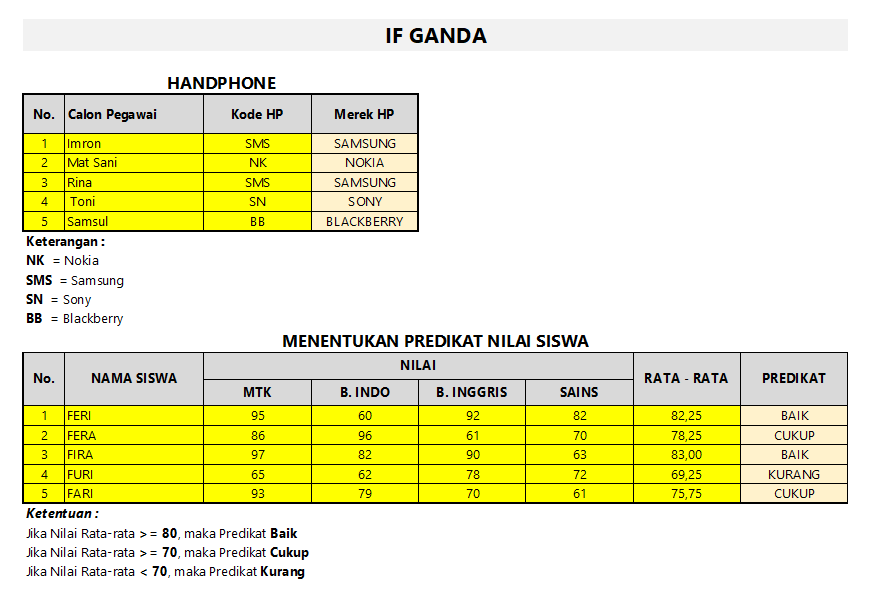 IF GANDA
HANDPHONE
No. Calon Pegawai Kode HP Merek HP
1 Imron SMS SAMSUNG
2 Mat Sani NK NOKIA
3 Rina SMS SAMSUNG
4 Toni SN SONY
5 Samsul BB BLACKBERRY
Keterangan :
NK = Nokia
SMS = Samsung
SN = Sony
BB = Blackberry
MENENTUKAN PREDIKAT NILAI SISWA
No. NAMA SISWA NILAI RATA - RATA PREDIKAT
MTK B. INDO B. INGGRIS SAINS
1 FERI 95 60 92 82 82,25 BAIK
2 FERA 86 96 61 70 78,25 CUKUP
3 FIRA 97 82 90 63 83,00 BAIK
4 FURI 65 62 78 72 69,25 KURANG
5 FARI 93 79 70 61 75,75 CUKUP
Ketentuan :
Jika Nilai Rata-rata >= 80, maka Predikat Baik
Jika Nilai Rata-rata >= 70, maka Predikat Cukup
Jika Nilai Rata-rata < 70, maka Predikat Kurang